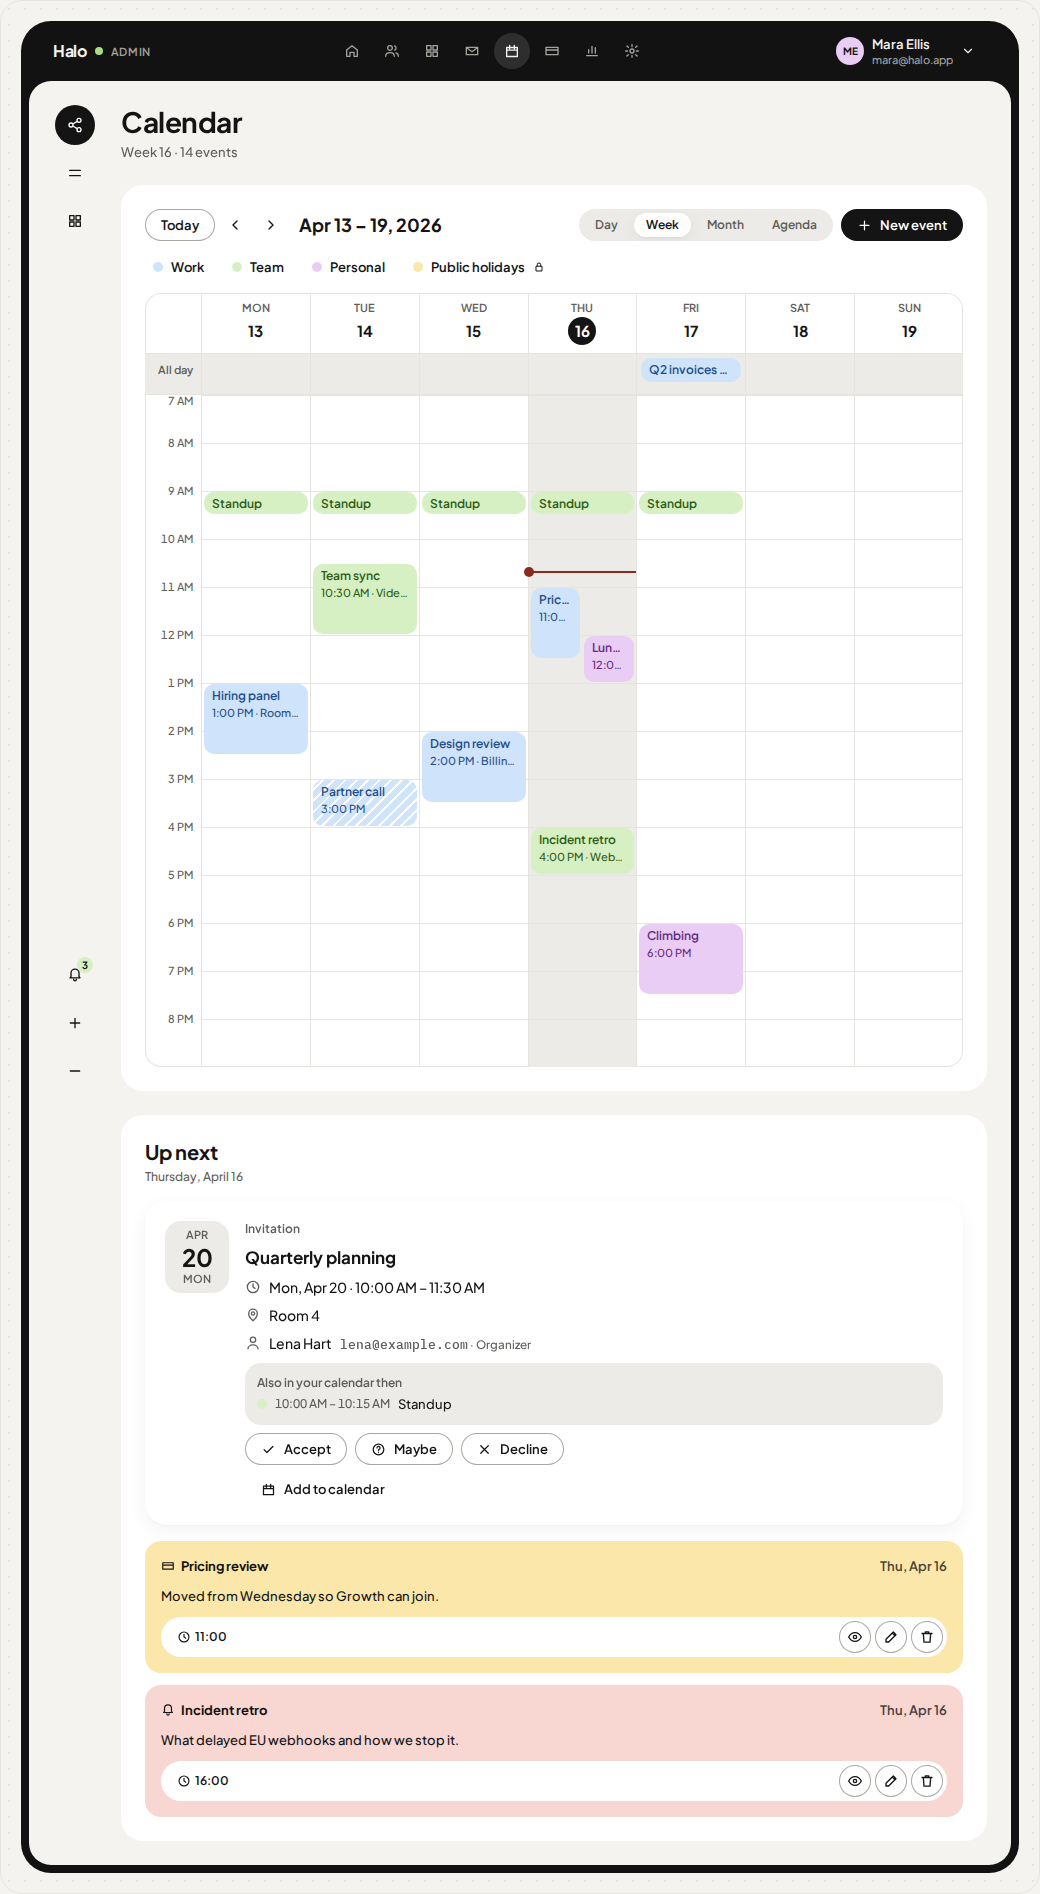 Halo ADMIN
ME
Mara Ellis
mara@halo.app
Calendar
Week 16 · 14 events
Today
Apr 13 – 19, 2026
Day Week Month Agenda
New event
Work Team Personal Public holidays
MON TUE WED THU FRI SAT SUN
13 14 15 16 17 18 19
All day
Q2 invoices …
7 AM
8 AM
9 AM
Standup Standup Standup Standup Standup
10 AM
Team sync
10:30 AM · Vide…
11 AM
Pric…
11:0…
12 PM
Lun…
12:0…
1 PM
Hiring panel
1:00 PM · Room…
2 PM
Design review
2:00 PM · Billin…
3 PM
Partner call
3:00 PM
4 PM
Incident retro
4:00 PM · Web…
5 PM
6 PM
Climbing
6:00 PM
7 PM
8 PM
3
Up next
Thursday, April 16
APR
20
MON
Invitation
Quarterly planning
Mon, Apr 20 · 10:00 AM – 11:30 AM
Room 4
Lena Hart lena@example.com · Organizer
Also in your calendar then
10:00 AM – 10:15 AM Standup
Accept Maybe Decline
Add to calendar
Pricing review Thu, Apr 16
Moved from Wednesday so Growth can join.
11:00
Incident retro Thu, Apr 16
What delayed EU webhooks and how we stop it.
16:00